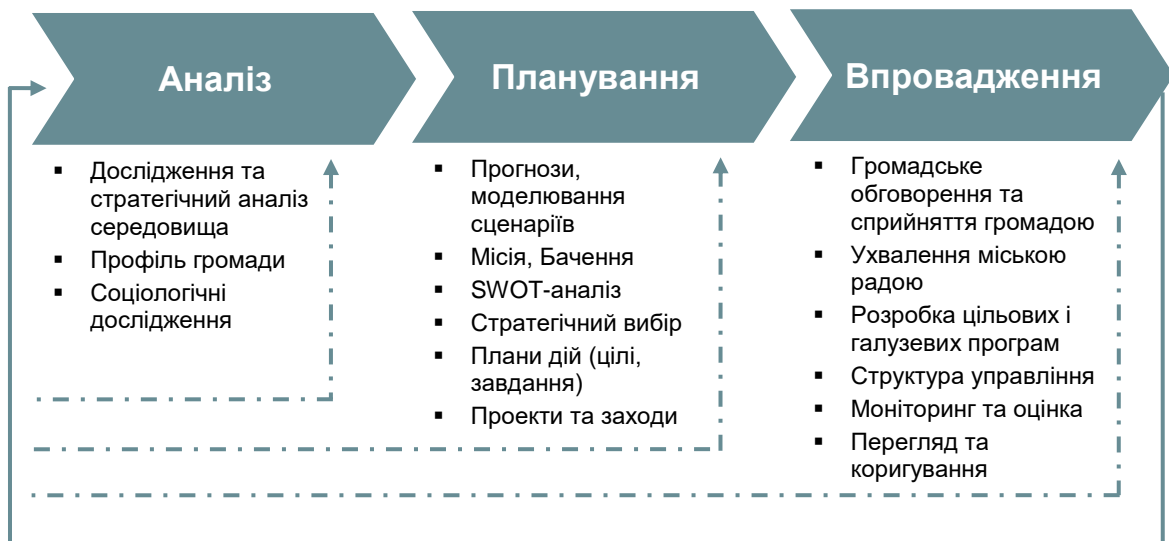 Аналіз
Планування
Впровадження
▪ Дослідження та
стратегічний аналіз
середовища
▪ Профіль громади
▪ Соціологічні
дослідження
▪ Прогнози,
моделювання
сценаріїв
▪ Місія, Бачення
▪ SWOT-аналіз
▪ Стратегічний вибір
▪ Плани дій (цілі,
завдання)
▪ Проекти та заходи
▪ Громадське
обговорення та
сприйняття громадою
▪ Ухвалення міською
радою
▪ Розробка цільових і
галузевих програм
▪ Структура управління
▪ Моніторинг та оцінка
▪ Перегляд та
коригування